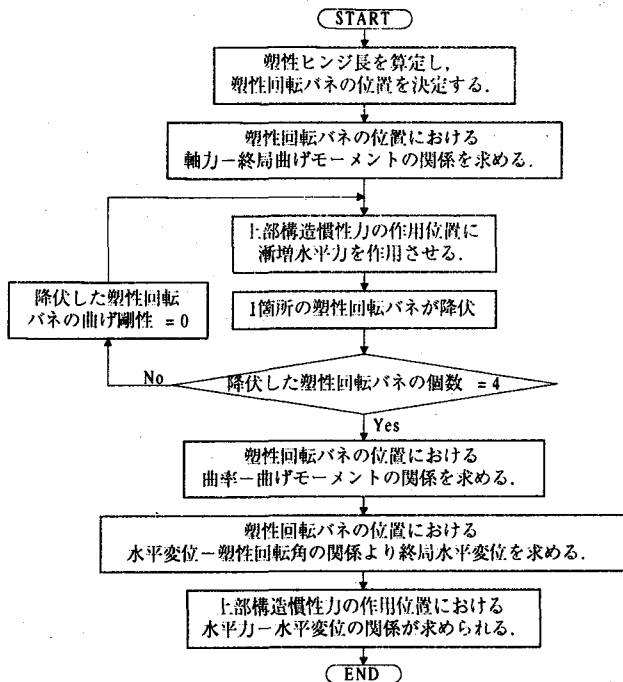 START
塑性ヒンジ長を算定し,
塑性回転バネの位置を決定する.
塑性回転バネの位置における
軸力－終局曲げモーメントの関係を求める.
上部構造慣性力の作用位置に
漸増水平力を作用させる.
1箇所の塑性回転バネが降伏
降伏した塑性回転
バネの曲げ剛性 = 0
No
降伏した塑性回転バネの個数 = 4
Yes
塑性回転バネの位置における
曲率－曲げモーメントの関係を求める.
塑性回転バネの位置における
水平変位－塑性回転角の関係より終局水平変位を求める.
上部構造慣性力の作用位置における
水平力－水平変位の関係が求められる.
END